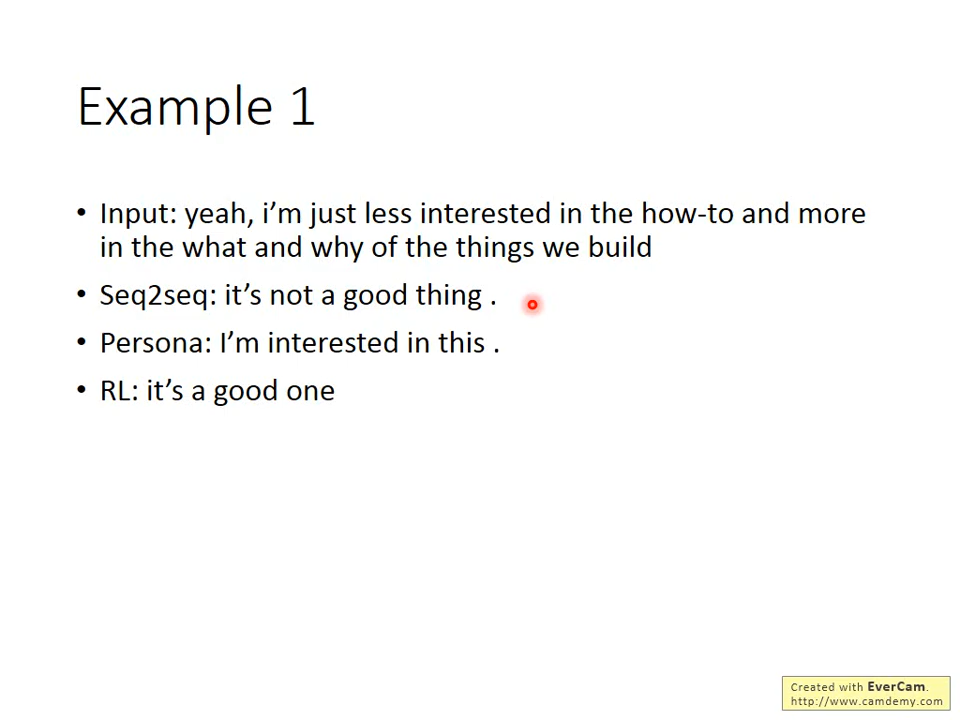 Example 1
• Input: yeah, i’m just less interested in the how-to and more
in the what and why of the things we build
• Seq2seq: it’s not a good thing .
• Persona: I’m interested in this .
• RL: it’s a good one
Created with EverCam.
http://www.camdemy.com